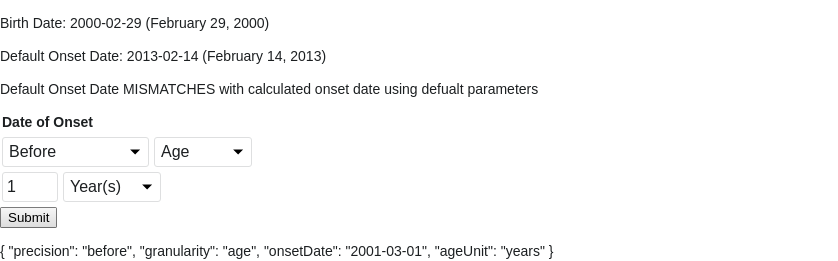 Birth Date: 2000-02-29 (February 29, 2000)
Default Onset Date: 2013-02-14 (February 14, 2013)
Default Onset Date MISMATCHES with calculated onset date using defualt parameters
Date of Onset
Before Age
1 Year(s)
Submit
{ "precision": "before", "granularity": "age", "onsetDate": "2001-03-01", "ageUnit": "years" }